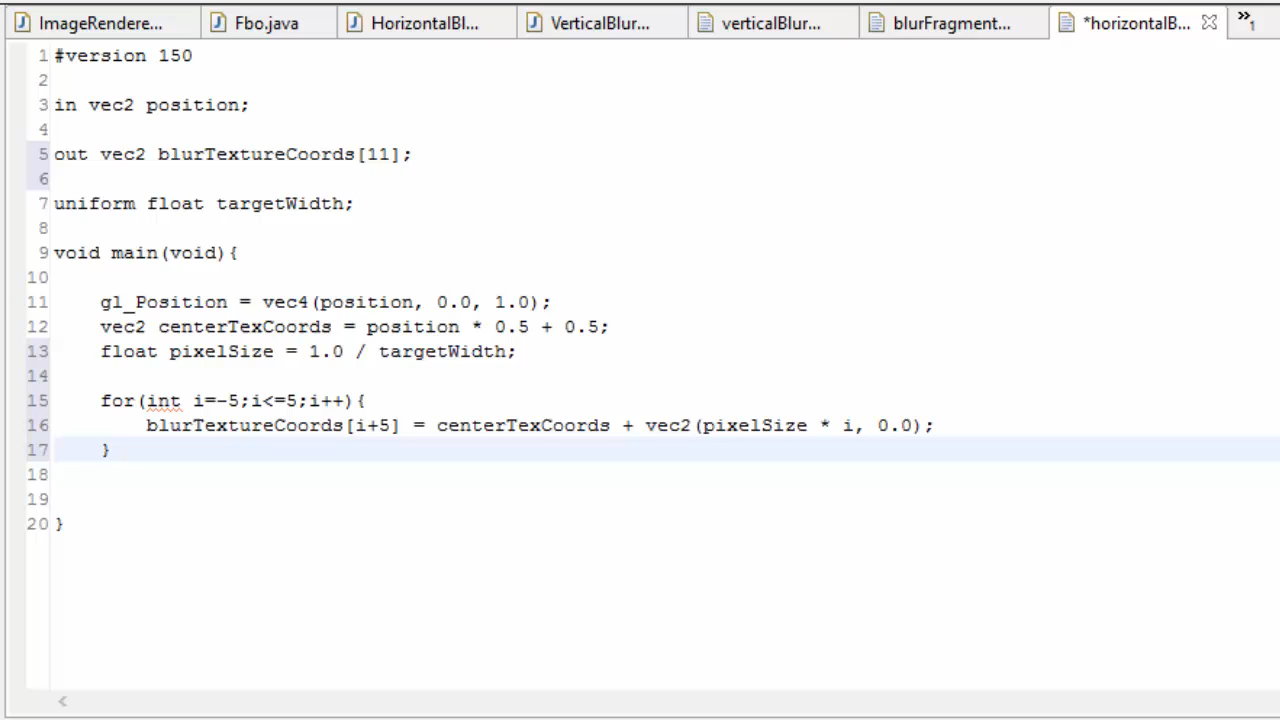 ImageRendere... Fbo.java HorizontalBl... VerticalBlur... verticalBlur... blurFragment... *horizontalB... »1
1 #version 150
2
3 in vec2 position;
4
5 out vec2 blurTextureCoords[11];
6
7 uniform float targetWidth;
8
9 void main(void){
10
11 gl_Position = vec4(position, 0.0, 1.0);
12 vec2 centerTexCoords = position * 0.5 + 0.5;
13 float pixelSize = 1.0 / targetWidth;
14
15 for(int i=-5;i<=5;i++){
16 blurTextureCoords[i+5] = centerTexCoords + vec2(pixelSize * i, 0.0);
17 }
18
19
20 }